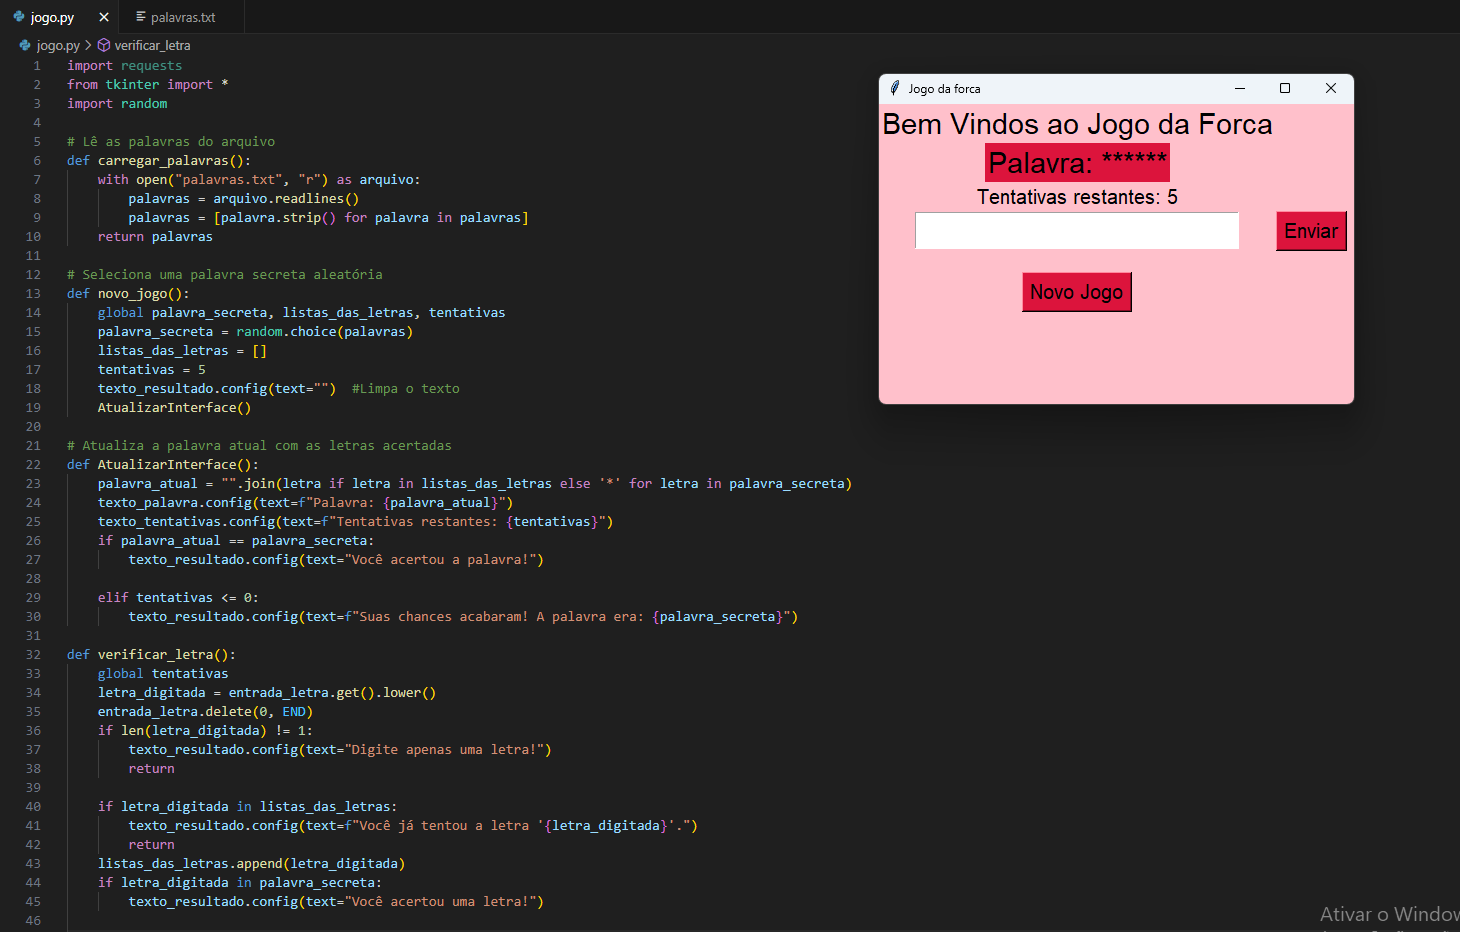 jogo.py
palavras.txt
jogo.py > verificar_letra
1 import requests
2 from tkinter import *
3 import random
4
5 # Lê as palavras do arquivo
6 def carregar_palavras():
7 with open("palavras.txt", "r") as arquivo:
8 palavras = arquivo.readlines()
9 palavras = [palavra.strip() for palavra in palavras]
10 return palavras
11
12 # Seleciona uma palavra secreta aleatória
13 def novo_jogo():
14 global palavra_secreta, listas_das_letras, tentativas
15 palavra_secreta = random.choice(palavras)
16 listas_das_letras = []
17 tentativas = 5
18 texto_resultado.config(text="") #Limpa o texto
19 AtualizarInterface()
20
21 # Atualiza a palavra atual com as letras acertadas
22 def AtualizarInterface():
23 palavra_atual = "".join(letra if letra in listas_das_letras else '*' for letra in palavra_secreta)
24 texto_palavra.config(text=f"Palavra: {palavra_atual}")
25 texto_tentativas.config(text=f"Tentativas restantes: {tentativas}")
26 if palavra_atual == palavra_secreta:
27 texto_resultado.config(text="Você acertou a palavra!")
28
29 elif tentativas <= 0:
30 texto_resultado.config(text=f"Suas chances acabaram! A palavra era: {palavra_secreta}")
31
32 def verificar_letra():
33 global tentativas
34 letra_digitada = entrada_letra.get().lower()
35 entrada_letra.delete(0, END)
36 if len(letra_digitada) != 1:
37 texto_resultado.config(text="Digite apenas uma letra!")
38 return
39
40 if letra_digitada in listas_das_letras:
41 texto_resultado.config(text=f"Você já tentou a letra '{letra_digitada}'.")
42 return
43 listas_das_letras.append(letra_digitada)
44 if letra_digitada in palavra_secreta:
45 texto_resultado.config(text="Você acertou uma letra!")
46
Jogo da forca
Bem Vindos ao Jogo da Forca
Palavra: ******
Tentativas restantes: 5
Enviar
Novo Jogo
Ativar o Window